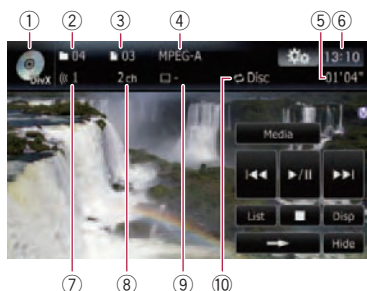 ① ② ③ ④ ⑤ ⑥
04 03 MPEG-A 13:10
DivX 1 2 ch - Disc 01'04"
Media
List Disp
Hide
⑦ ⑧ ⑨ ⑩